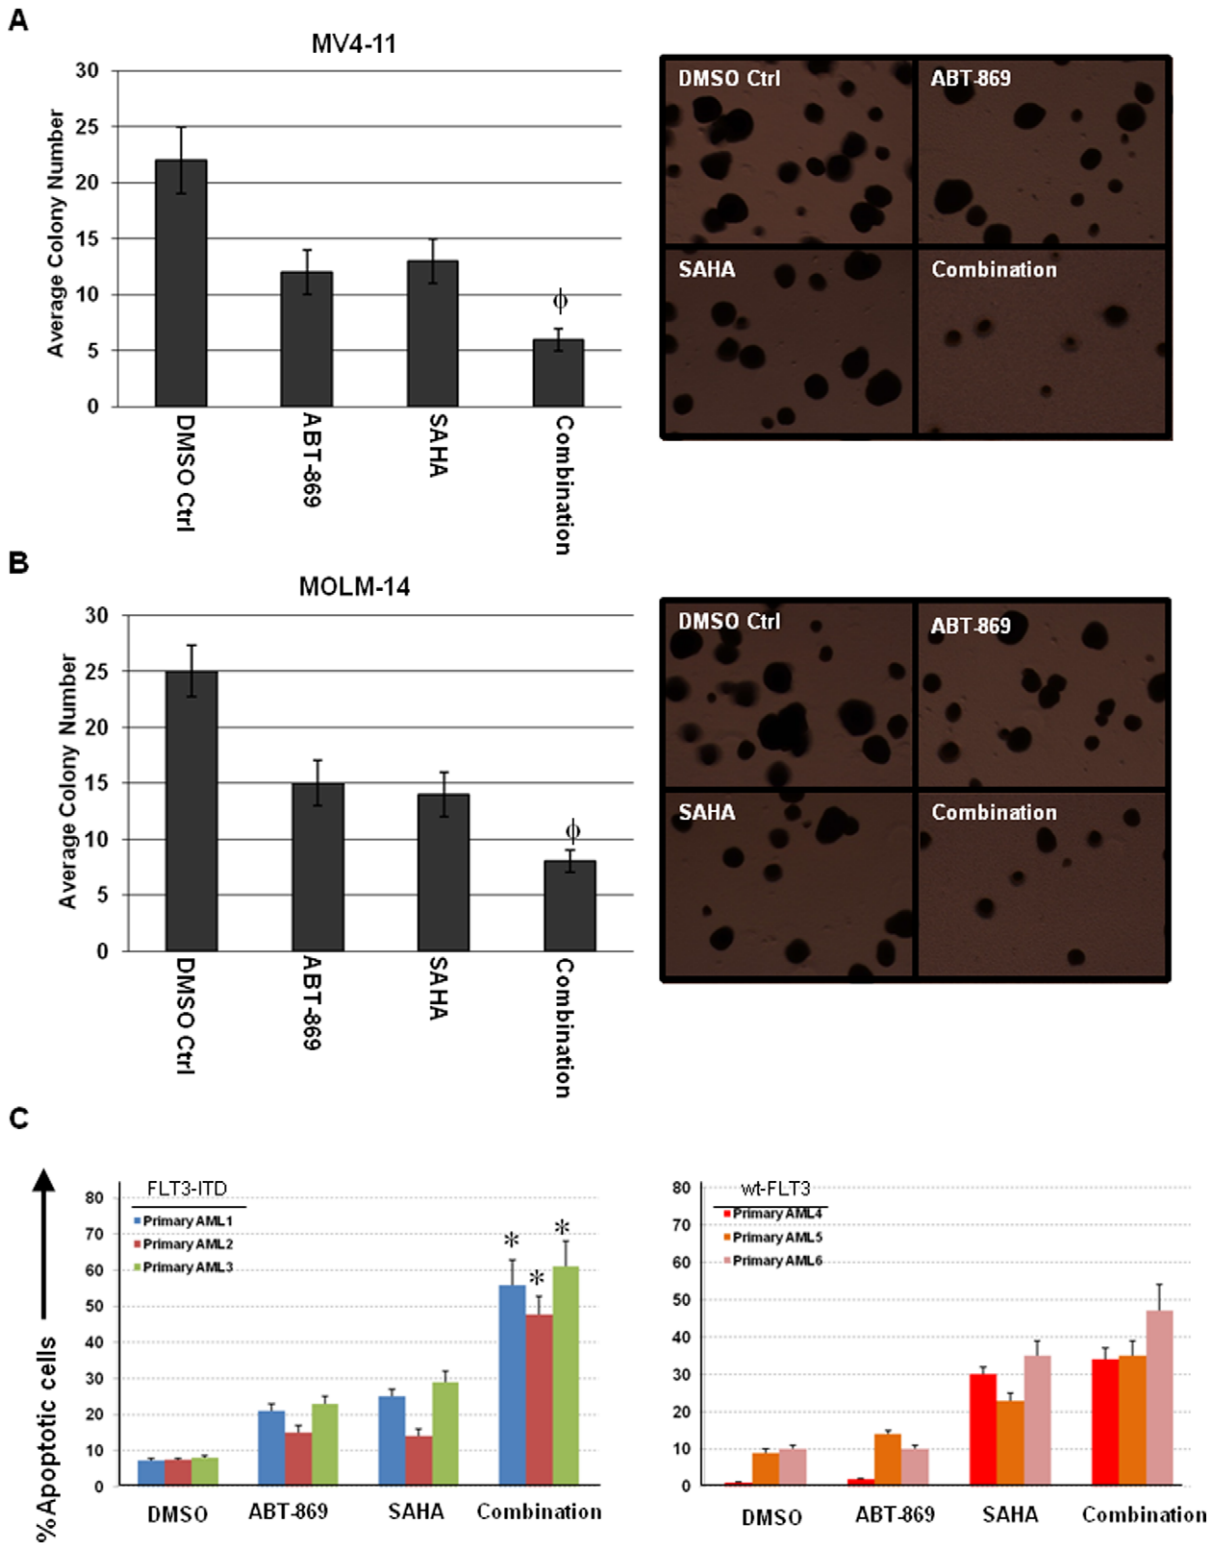 A
MV4-11
Average Colony Number
30
25
20
15
10
5
0
ϕ
DMSO Ctrl
ABT-869
SAHA
Combination
DMSO Ctrl
ABT-869
SAHA
Combination
B
MOLM-14
Average Colony Number
30
25
20
15
10
5
0
ϕ
DMSO Ctrl
ABT-869
SAHA
Combination
DMSO Ctrl
ABT-869
SAHA
Combination
C
%Apoptotic cells
FLT3-ITD
Primary AML1
Primary AML2
Primary AML3
80
70
60
50
40
30
20
10
0
* * *
DMSO ABT-869 SAHA Combination
wt-FLT3
Primary AML4
Primary AML5
Primary AML6
80
70
60
50
40
30
20
10
0
DMSO ABT-869 SAHA Combination